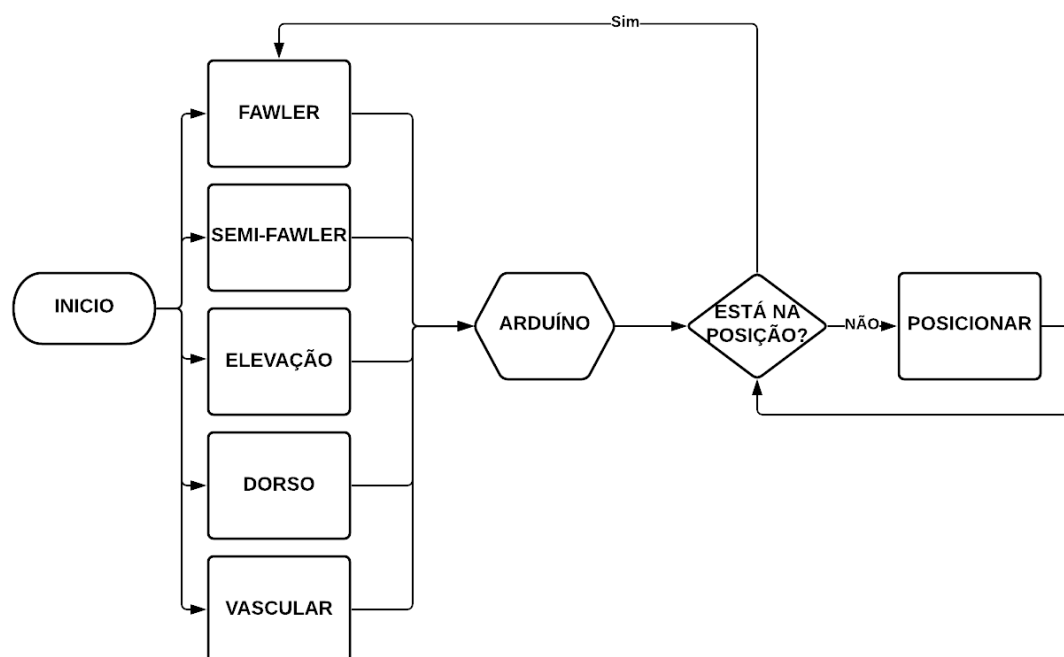 Sim
FAWLER
SEMI-FAWLER
INICIO
ELEVAÇÃO
DORSO
VASCULAR
ARDUÍNO
ESTÁ NA
POSIÇÃO?
NÃO
POSICIONAR